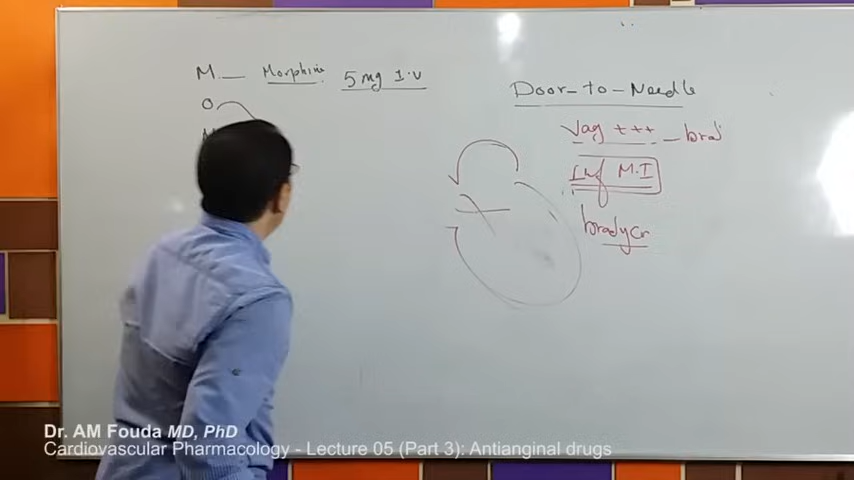 M. Morphine 5 mg I.V
O
Door-to-Needle
Vag +++ brad
Inf M.I
bradycr
Dr. AM Fouda MD, PhD
Cardiovascular Pharmacology - Lecture 05 (Part 3): Antianginal drugs